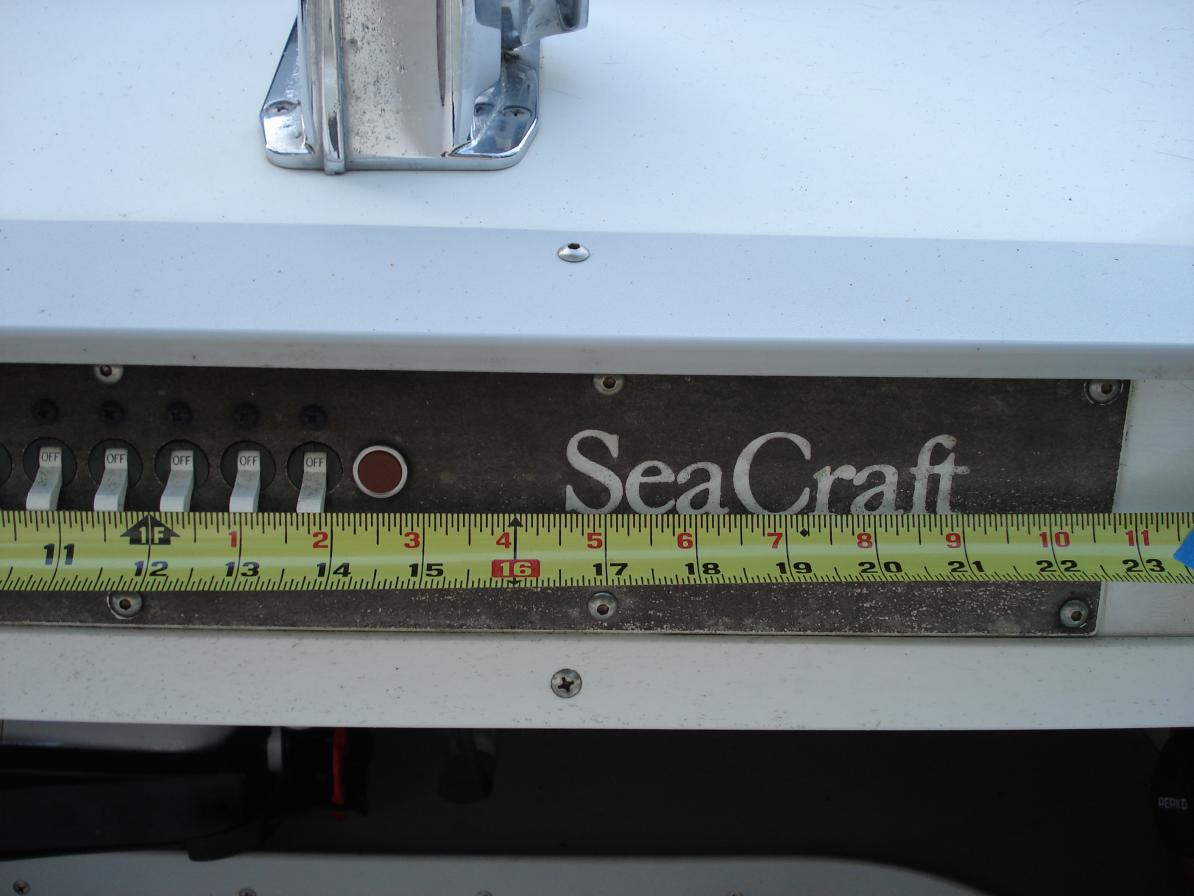 OFF OFF OFF OFF OFF
SeaCraft
1F 1 2 3 4 5 6 7 8 9 10 11
11 12 13 14 15 16 17 18 19 20 21 22 23
PERKO